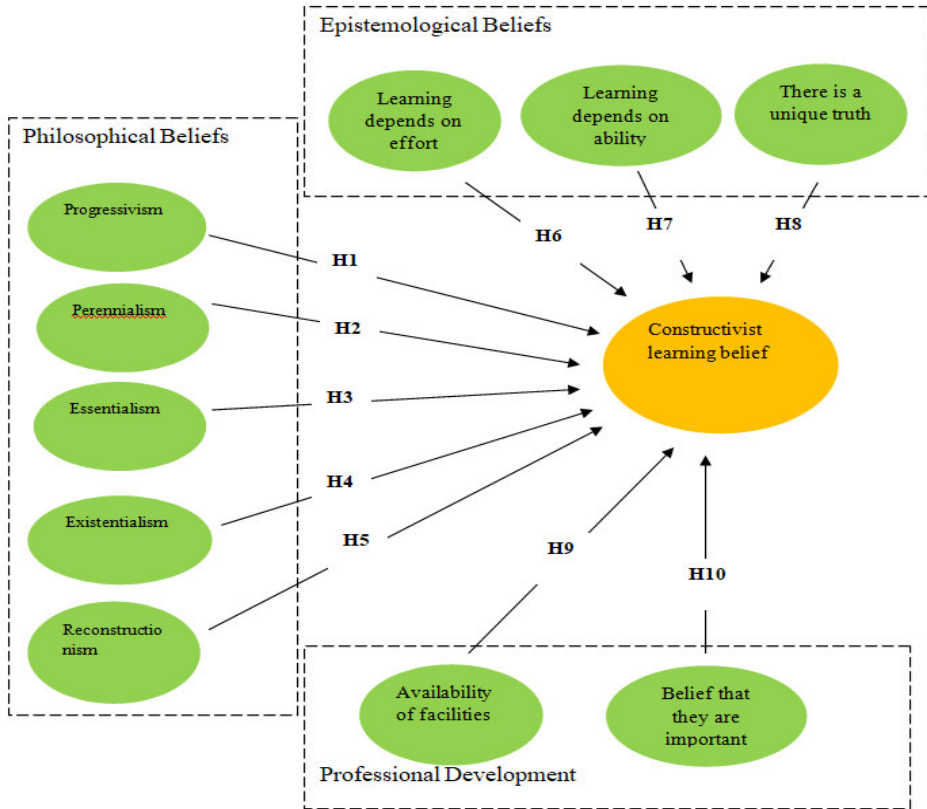 Epistemological Beliefs
Learning
depends on
effort
Learning
depends on
ability
There is a
unique truth
Philosophical Beliefs
Progressivism
Perennialism
Essentialism
Existentialism
Reconstructio
nism
H1
H2
H3
H4
H5
H6
H7
H8
Constructivist
learning belief
H9
H10
Availability
of facilities
Belief that
they are
important
Professional Development